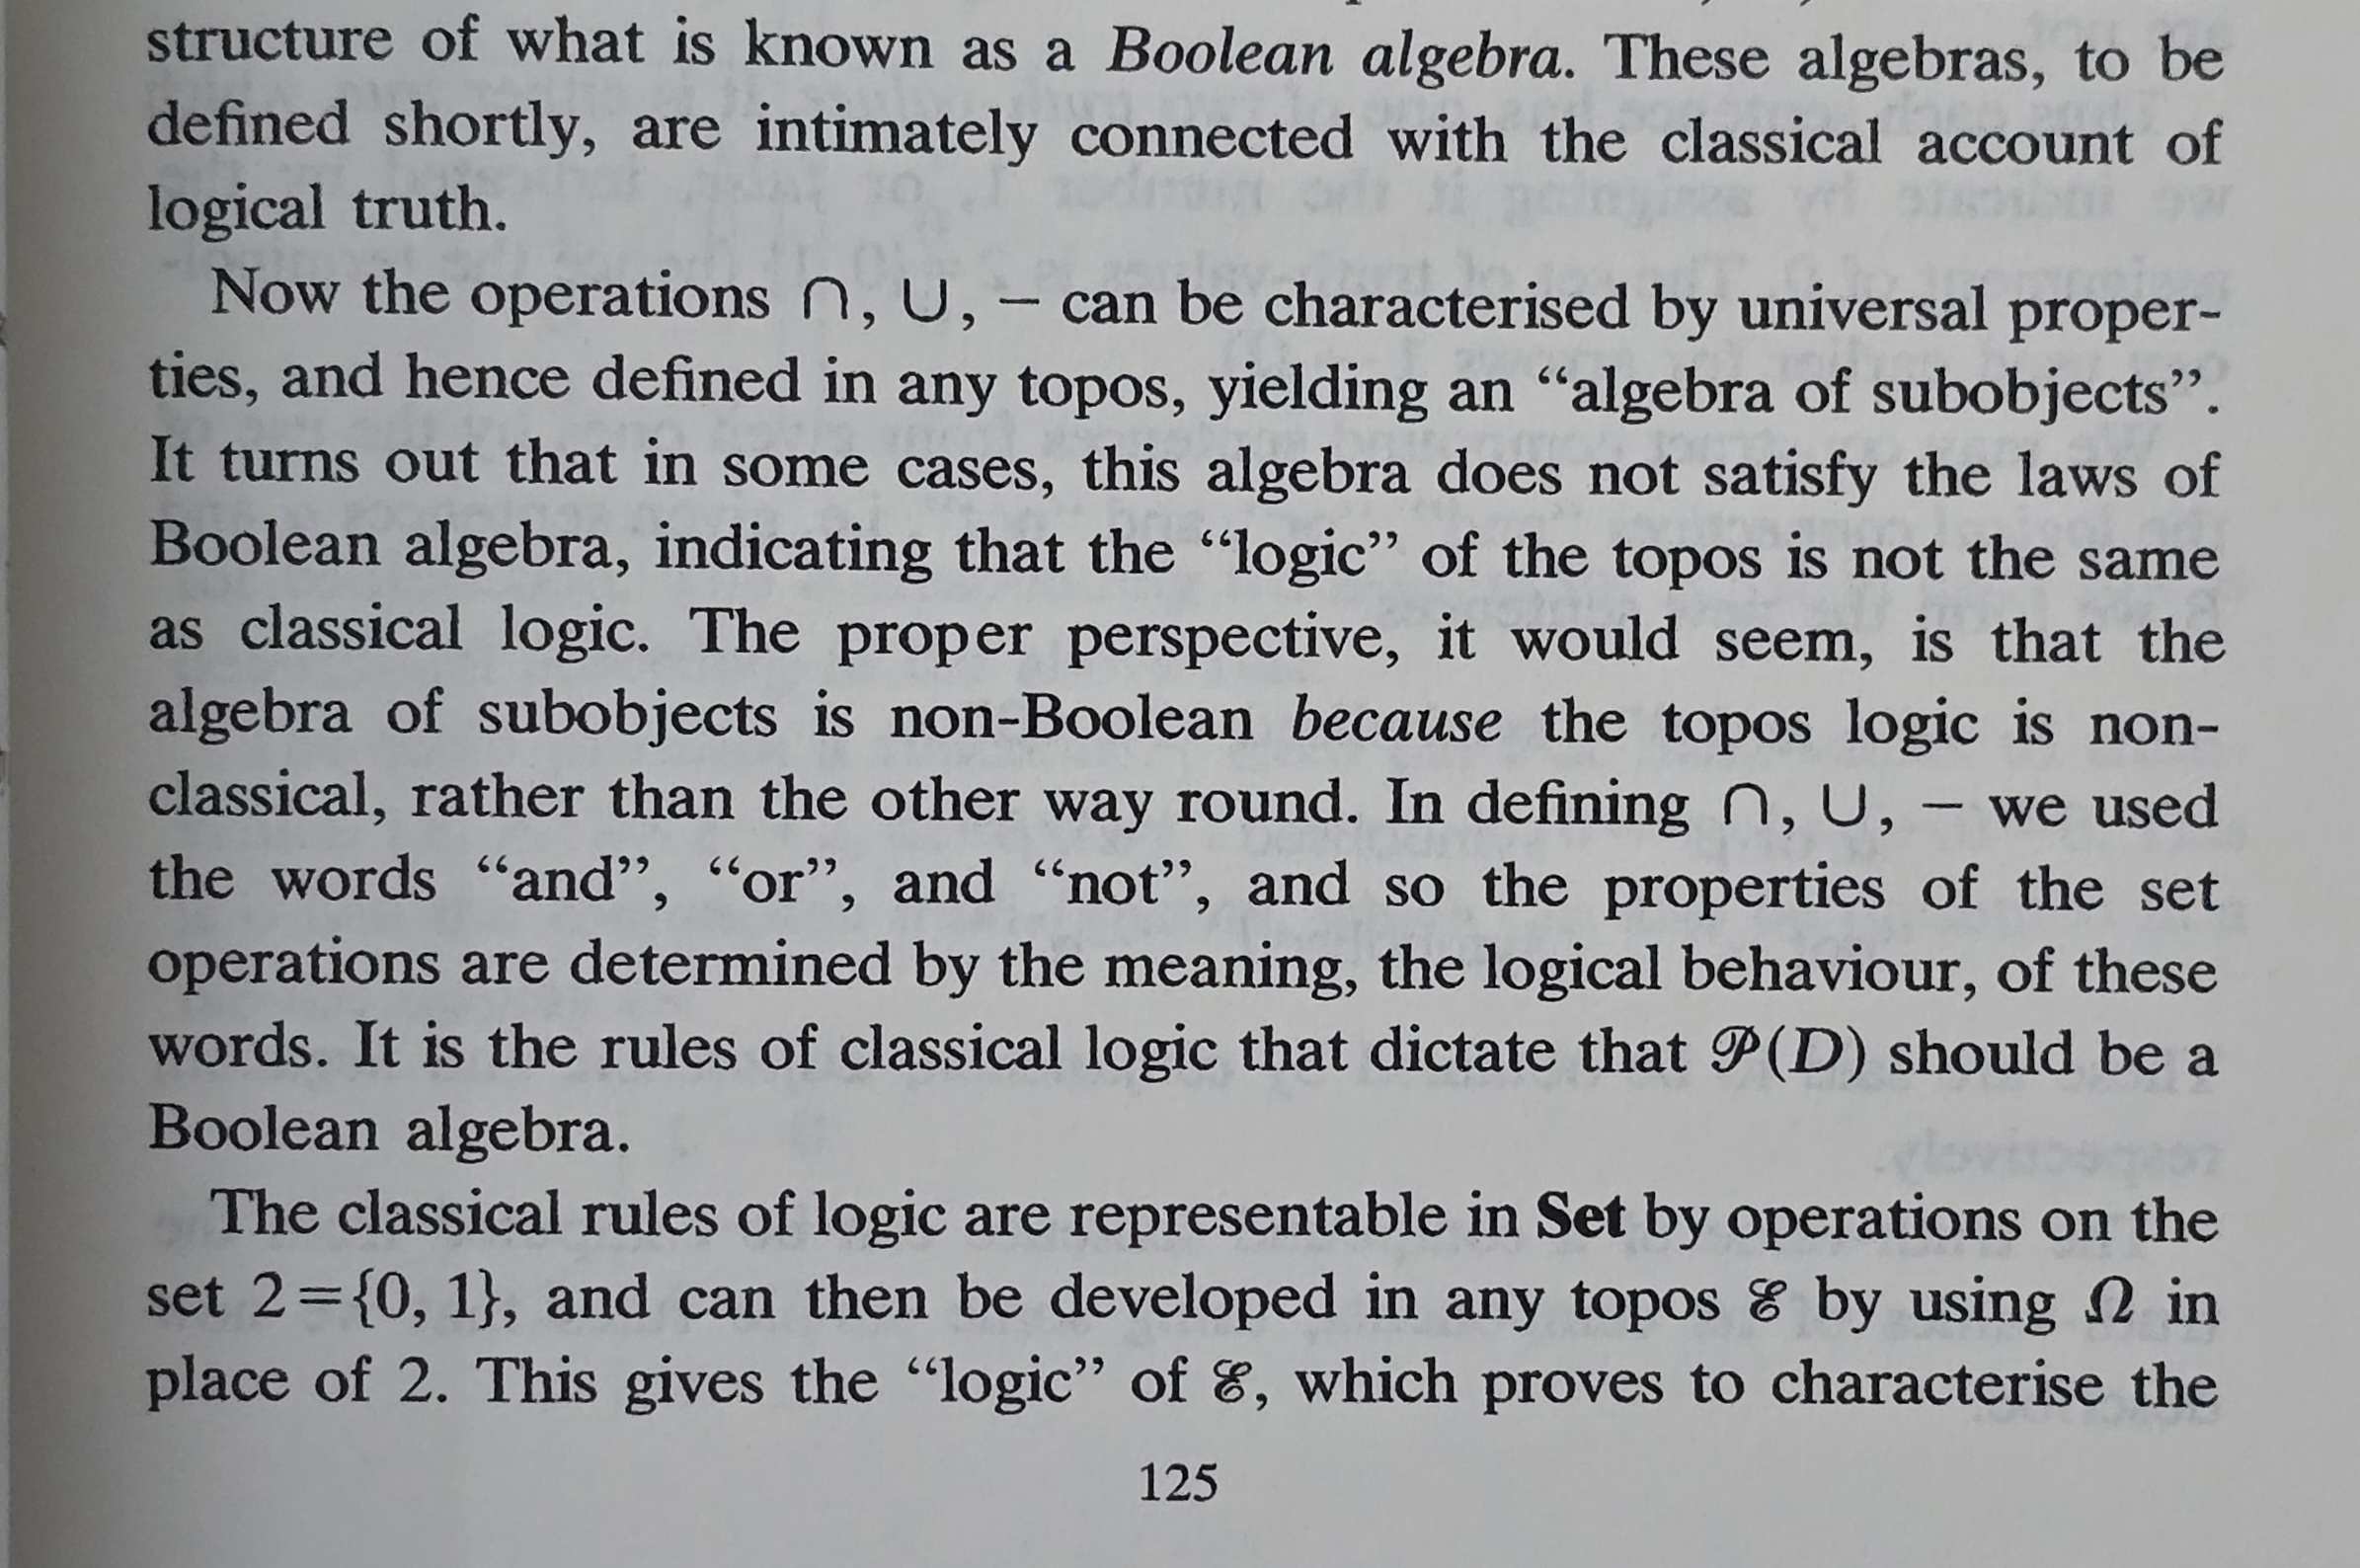 structure of what is known as a Boolean algebra. These algebras, to be
defined shortly, are intimately connected with the classical account of
logical truth.
Now the operations ∩, ∪, − can be characterised by universal proper-
ties, and hence defined in any topos, yielding an “algebra of subobjects”.
It turns out that in some cases, this algebra does not satisfy the laws of
Boolean algebra, indicating that the “logic” of the topos is not the same
as classical logic. The proper perspective, it would seem, is that the
algebra of subobjects is non-Boolean because the topos logic is non-
classical, rather than the other way round. In defining ∩, ∪, − we used
the words “and”, “or”, and “not”, and so the properties of the set
operations are determined by the meaning, the logical behaviour, of these
words. It is the rules of classical logic that dictate that 𝒫(D) should be a
Boolean algebra.
The classical rules of logic are representable in Set by operations on the
set 2={0, 1}, and can then be developed in any topos ℰ by using Ω in
place of 2. This gives the “logic” of ℰ, which proves to characterise the
125